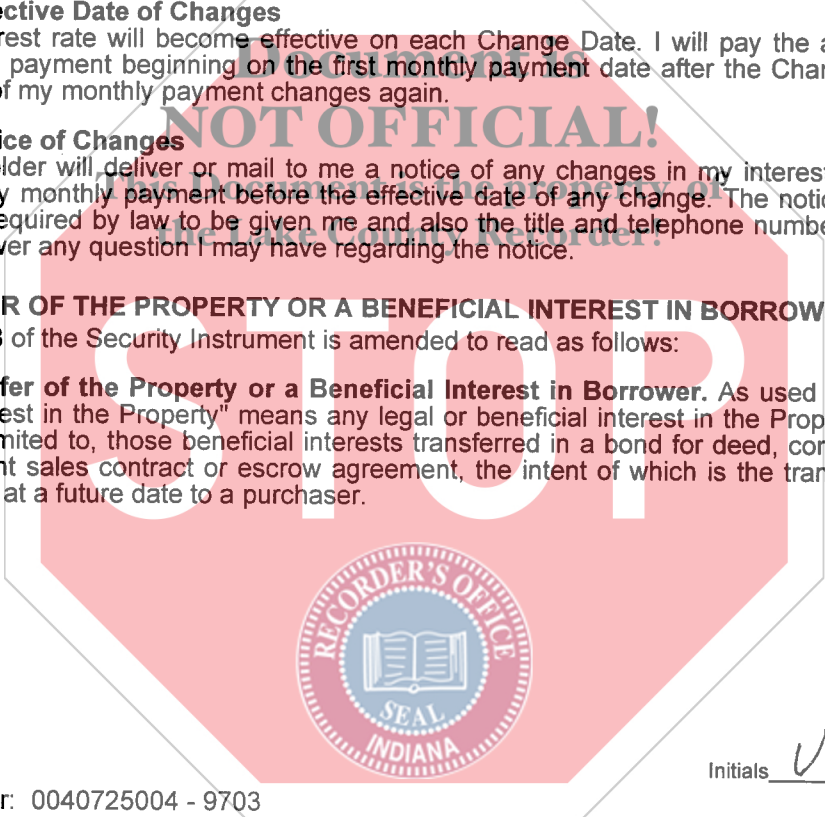 ective Date of Changes
rest rate will become effective on each Change Date. I will pay the a
payment beginning on the first monthly payment date after the Chan
f my monthly payment changes again.
ice of Changes
lder will deliver or mail to me a notice of any changes in my interest
y monthly payment before the effective date of any change. The notic
equired by law to be given me and also the title and telephone numbe
ver any question I may have regarding the notice.
Document is
NOT OFFICIAL!
This Document is the property of
the Lake County Recorder!
R OF THE PROPERTY OR A BENEFICIAL INTEREST IN BORROW
of the Security Instrument is amended to read as follows:
fer of the Property or a Beneficial Interest in Borrower. As used
est in the Property" means any legal or beneficial interest in the Prop
mited to, those beneficial interests transferred in a bond for deed, con
nt sales contract or escrow agreement, the intent of which is the tran
at a future date to a purchaser.
STOP
RECORDER'S OFFICE
SEAL
INDIANA
Initials
r: 0040725004 - 9703